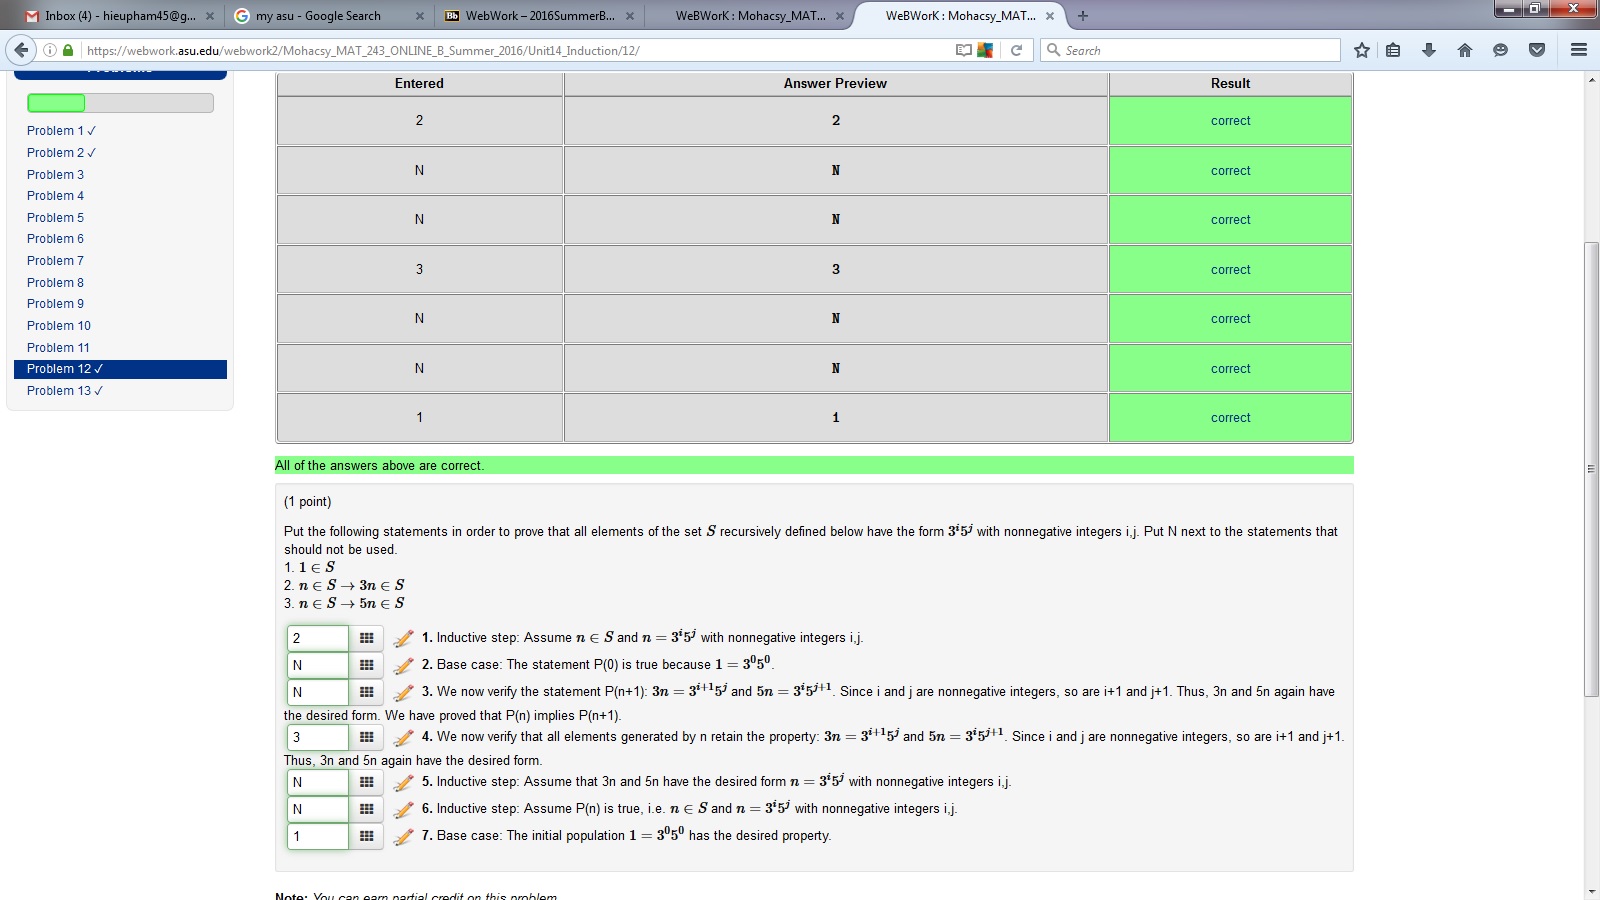 Inbox (4) - hieupham45@g...
my asu - Google Search
Bb WebWork – 2016SummerB...
WeBWorK : Mohacsy_MAT...
WeBWorK : Mohacsy_MAT...
https://webwork.asu.edu/webwork2/Mohacsy_MAT_243_ONLINE_B_Summer_2016/Unit14_Induction/12/
Search
Problem 1 ✓
Problem 2 ✓
Problem 3
Problem 4
Problem 5
Problem 6
Problem 7
Problem 8
Problem 9
Problem 10
Problem 11
Problem 12 ✓
Problem 13 ✓
Entered Answer Preview Result
2 2 correct
N N correct
N N correct
3 3 correct
N N correct
N N correct
1 1 correct
All of the answers above are correct.
(1 point)
Put the following statements in order to prove that all elements of the set S recursively defined below have the form 3^i5^j with nonnegative integers i,j. Put N next to the statements that
should not be used.
1. 1 ∈ S
2. n ∈ S → 3n ∈ S
3. n ∈ S → 5n ∈ S
2 1. Inductive step: Assume n ∈ S and n = 3^i5^j with nonnegative integers i,j.
N 2. Base case: The statement P(0) is true because 1 = 3^05^0.
N 3. We now verify the statement P(n+1): 3n = 3^{i+1}5^j and 5n = 3^i5^{j+1}. Since i and j are nonnegative integers, so are i+1 and j+1. Thus, 3n and 5n again have
the desired form. We have proved that P(n) implies P(n+1).
3 4. We now verify that all elements generated by n retain the property: 3n = 3^{i+1}5^j and 5n = 3^i5^{j+1}. Since i and j are nonnegative integers, so are i+1 and j+1.
Thus, 3n and 5n again have the desired form.
N 5. Inductive step: Assume that 3n and 5n have the desired form n = 3^i5^j with nonnegative integers i,j.
N 6. Inductive step: Assume P(n) is true, i.e. n ∈ S and n = 3^i5^j with nonnegative integers i,j.
1 7. Base case: The initial population 1 = 3^05^0 has the desired property.
Note: You can earn partial credit on this problem.